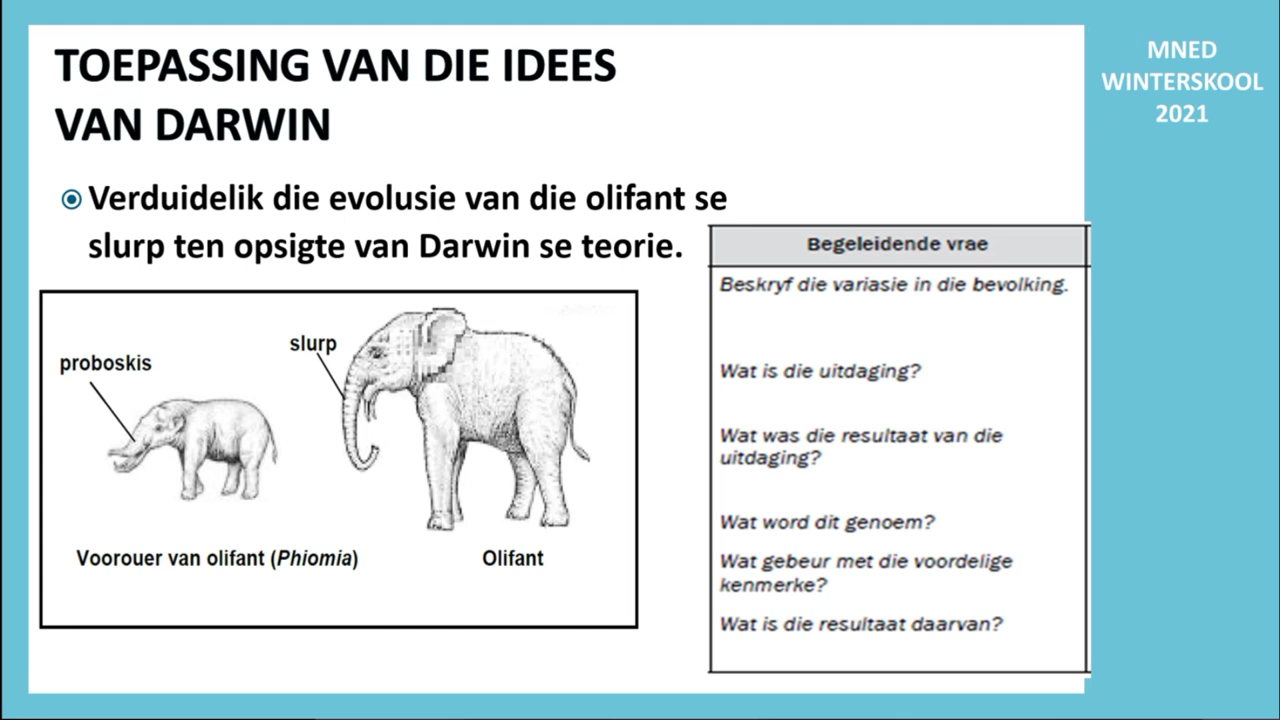 TOEPASSING VAN DIE IDEES
VAN DARWIN
MNED
WINTERSKOOL
2021
Verduidelik die evolusie van die olifant se
slurp ten opsigte van Darwin se teorie.
proboskis
slurp
Voorouer van olifant (Phiomia)
Olifant
Begeleidende vrae
Beskryf die variasie in die bevolking.
Wat is die uitdaging?
Wat was die resultaat van die
uitdaging?
Wat word dit genoem?
Wat gebeur met die voordelige
kenmerke?
Wat is die resultaat daarvan?